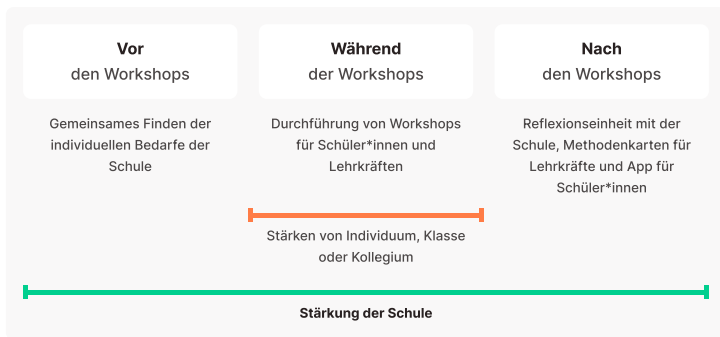 Vor
den Workshops
Gemeinsames Finden der
individuellen Bedarfe der
Schule
Während
der Workshops
Durchführung von Workshops
für Schüler*innen und
Lehrkräften
Nach
den Workshops
Reflexionseinheit mit der
Schule, Methodenkarten für
Lehrkräfte und App für
Schüler*innen
Stärken von Individuum, Klasse
oder Kollegium
Stärkung der Schule